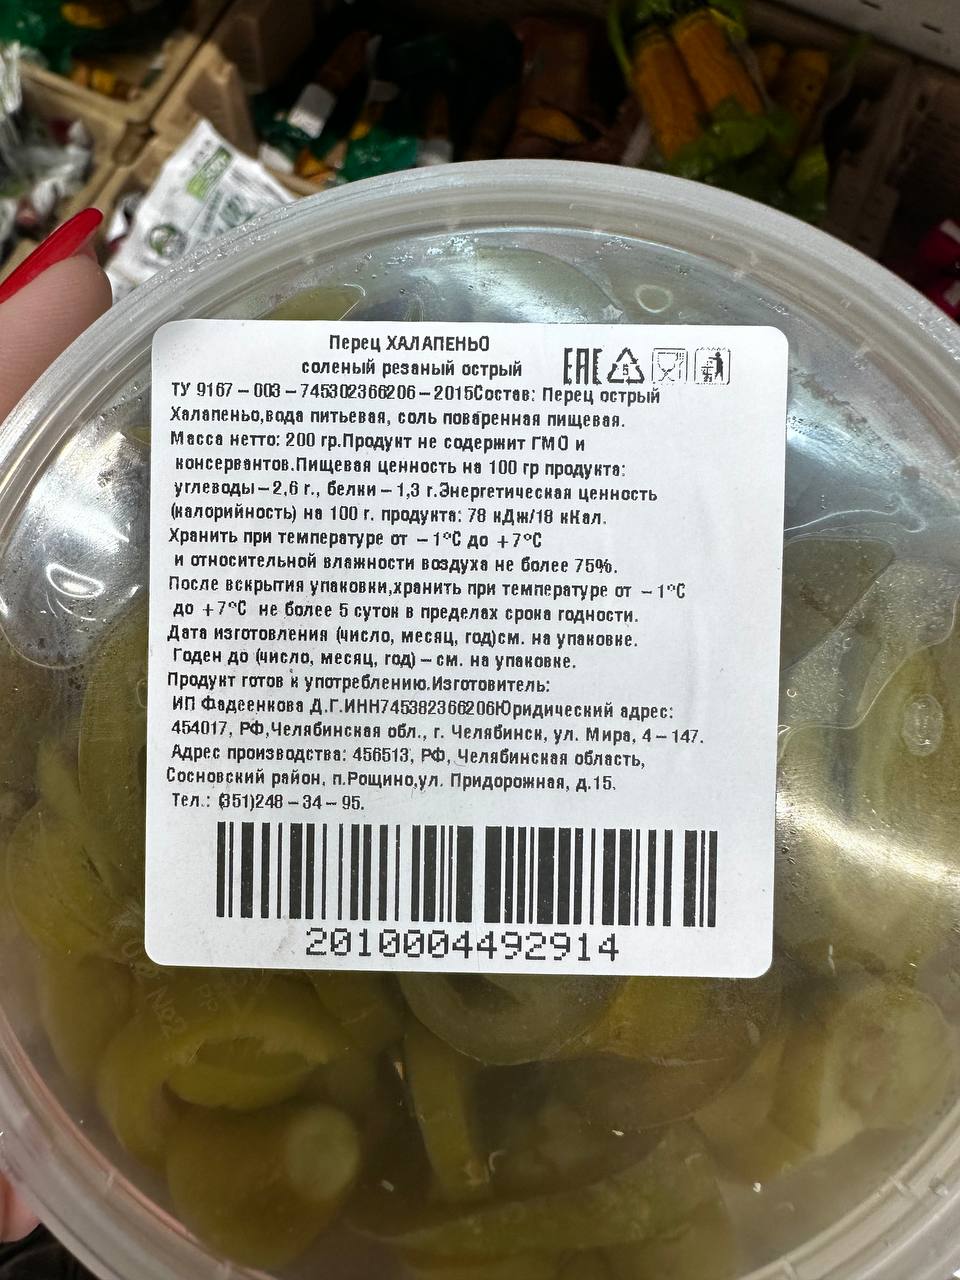 Перец ХАЛАПЕНЬО
соленый резаный острый
ЕАС
5
ТУ 9167 – 003 – 745302366206 – 2015Состав: Перец острый
Халапеньо,вода питьевая, соль поваренная пищевая.
Масса нетто: 200 гр.Продукт не содержит ГМО и
консервантов.Пищевая ценность на 100 гр продукта:
углеводы – 2,6 г., белки – 1,3 г.Энергетическая ценность
(калорийность) на 100 г. продукта: 78 кДж/18 кКал.
Хранить при температуре от – 1°С до +7°С
и относительной влажности воздуха не более 75%.
После вскрытия упаковки,хранить при температуре от – 1°С
до +7°С не более 5 суток в пределах срока годности.
Дата изготовления (число, месяц, год)см. на упаковке.
Годен до (число, месяц, год) – см. на упаковке.
Продукт готов к употреблению.Изготовитель:
ИП Фадеенкова Д.Г.ИНН745382366206Юридический адрес:
454017, РФ,Челябинская обл., г. Челябинск, ул. Мира, 4 – 147.
Адрес производства: 456513, РФ, Челябинская область,
Сосновский район, п.Рощино,ул. Придорожная, д.15.
Тел.: (351)248 – 34 – 95.
2010004492914